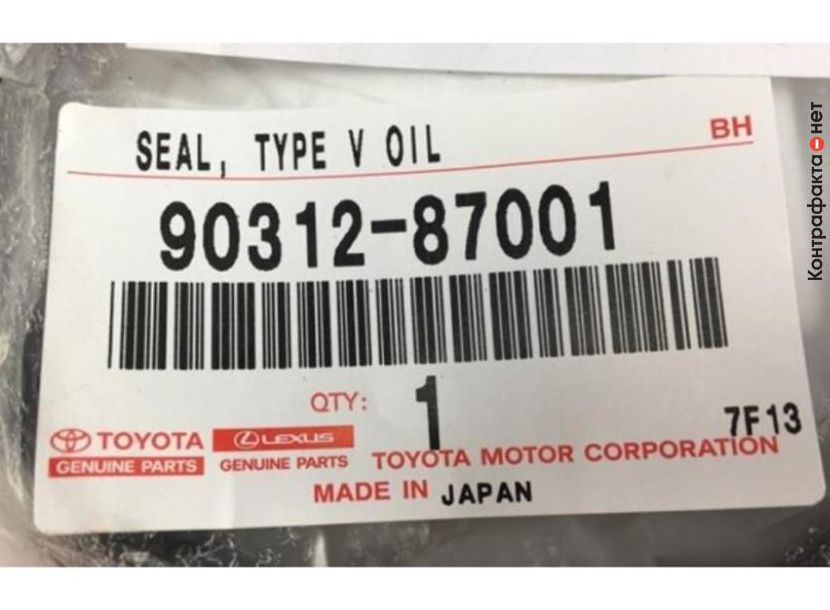 SEAL, TYPE V OIL
BH
90312-87001
QTY: 1
7F13
TOYOTA
GENUINE PARTS
LEXUS
GENUINE PARTS
TOYOTA MOTOR CORPORATION
MADE IN JAPAN
Контрафакта нет